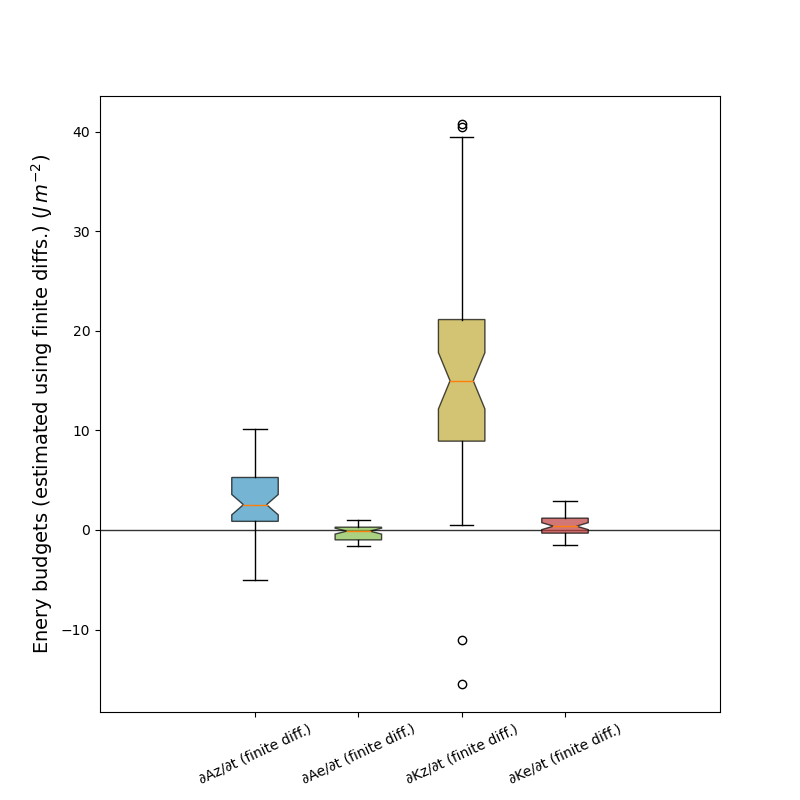 Enery budgets (estimated using finite diffs.) (J m⁻²)
40
30
20
10
0
−10
∂Az/∂t (finite diff.)
∂Ae/∂t (finite diff.)
∂Kz/∂t (finite diff.)
∂Ke/∂t (finite diff.)